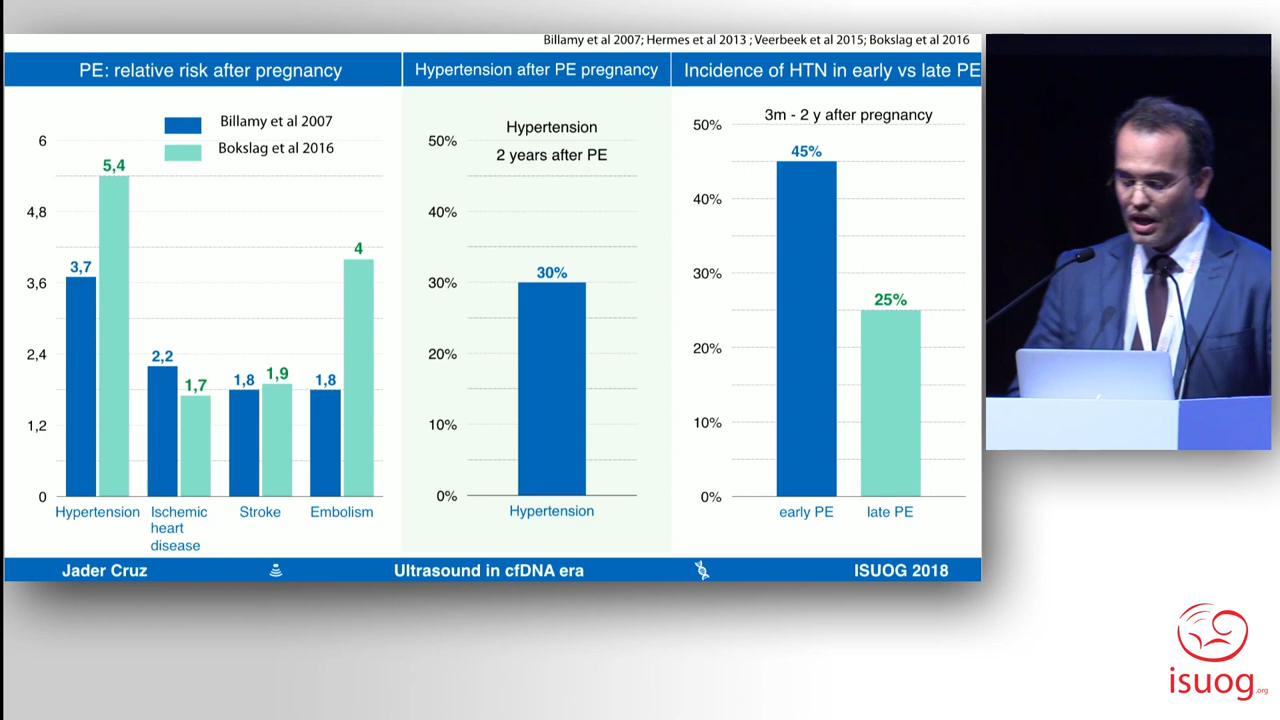 Billamy et al 2007; Hermes et al 2013 ; Veerbeek et al 2015; Bokslag et al 2016
PE: relative risk after pregnancy
Billamy et al 2007
Bokslag et al 2016
6
4,8
3,6
2,4
1,2
0
3,7
5,4
2,2
1,7
1,8
1,9
1,8
4
Hypertension
Ischemic
heart
disease
Stroke
Embolism
Hypertension after PE pregnancy
Hypertension
2 years after PE
50%
40%
30%
20%
10%
0%
30%
Hypertension
Incidence of HTN in early vs late PE
3m - 2 y after pregnancy
50%
40%
30%
20%
10%
0%
45%
25%
early PE
late PE
Jader Cruz
Ultrasound in cfDNA era
ISUOG 2018
isuog.org